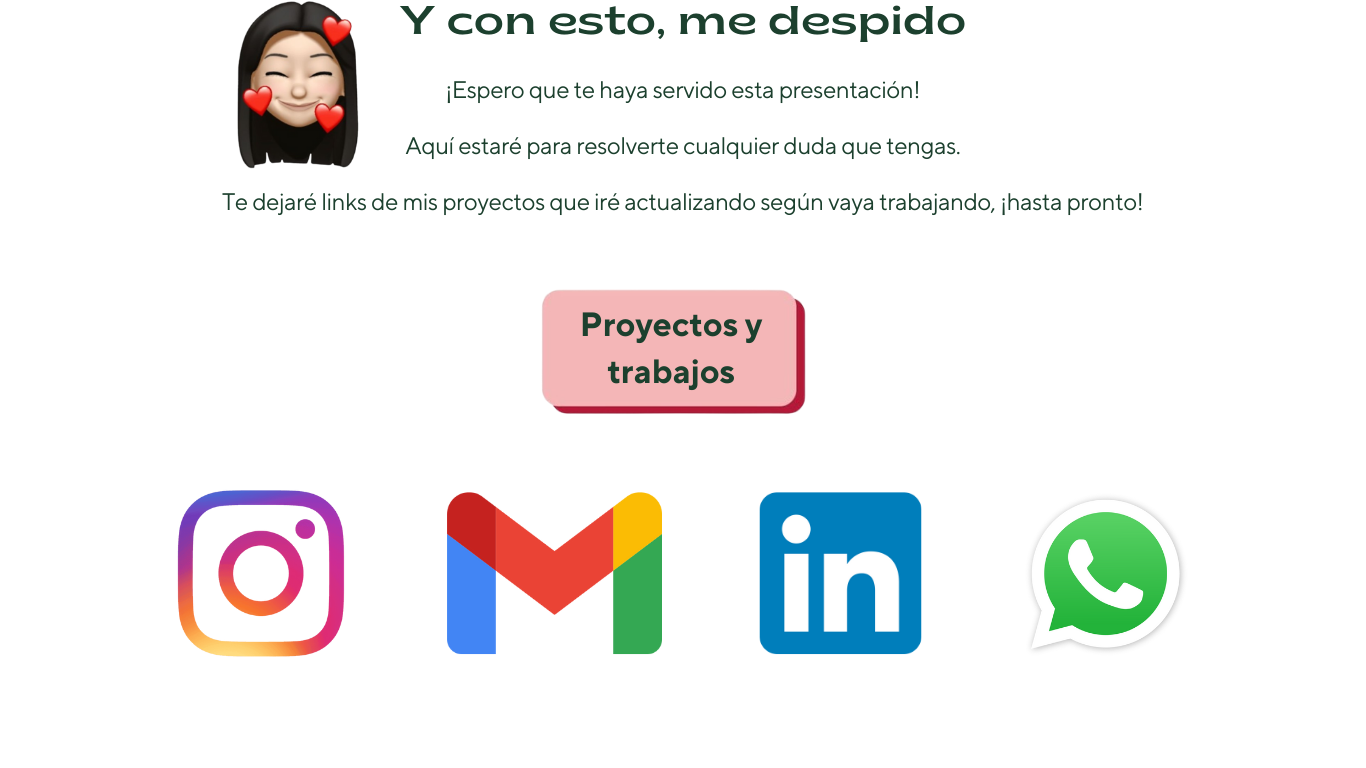 Y con esto, me despido
¡Espero que te haya servido esta presentación!
Aquí estaré para resolverte cualquier duda que tengas.
Te dejaré links de mis proyectos que iré actualizando según vaya trabajando, ¡hasta pronto!
Proyectos y
trabajos
in